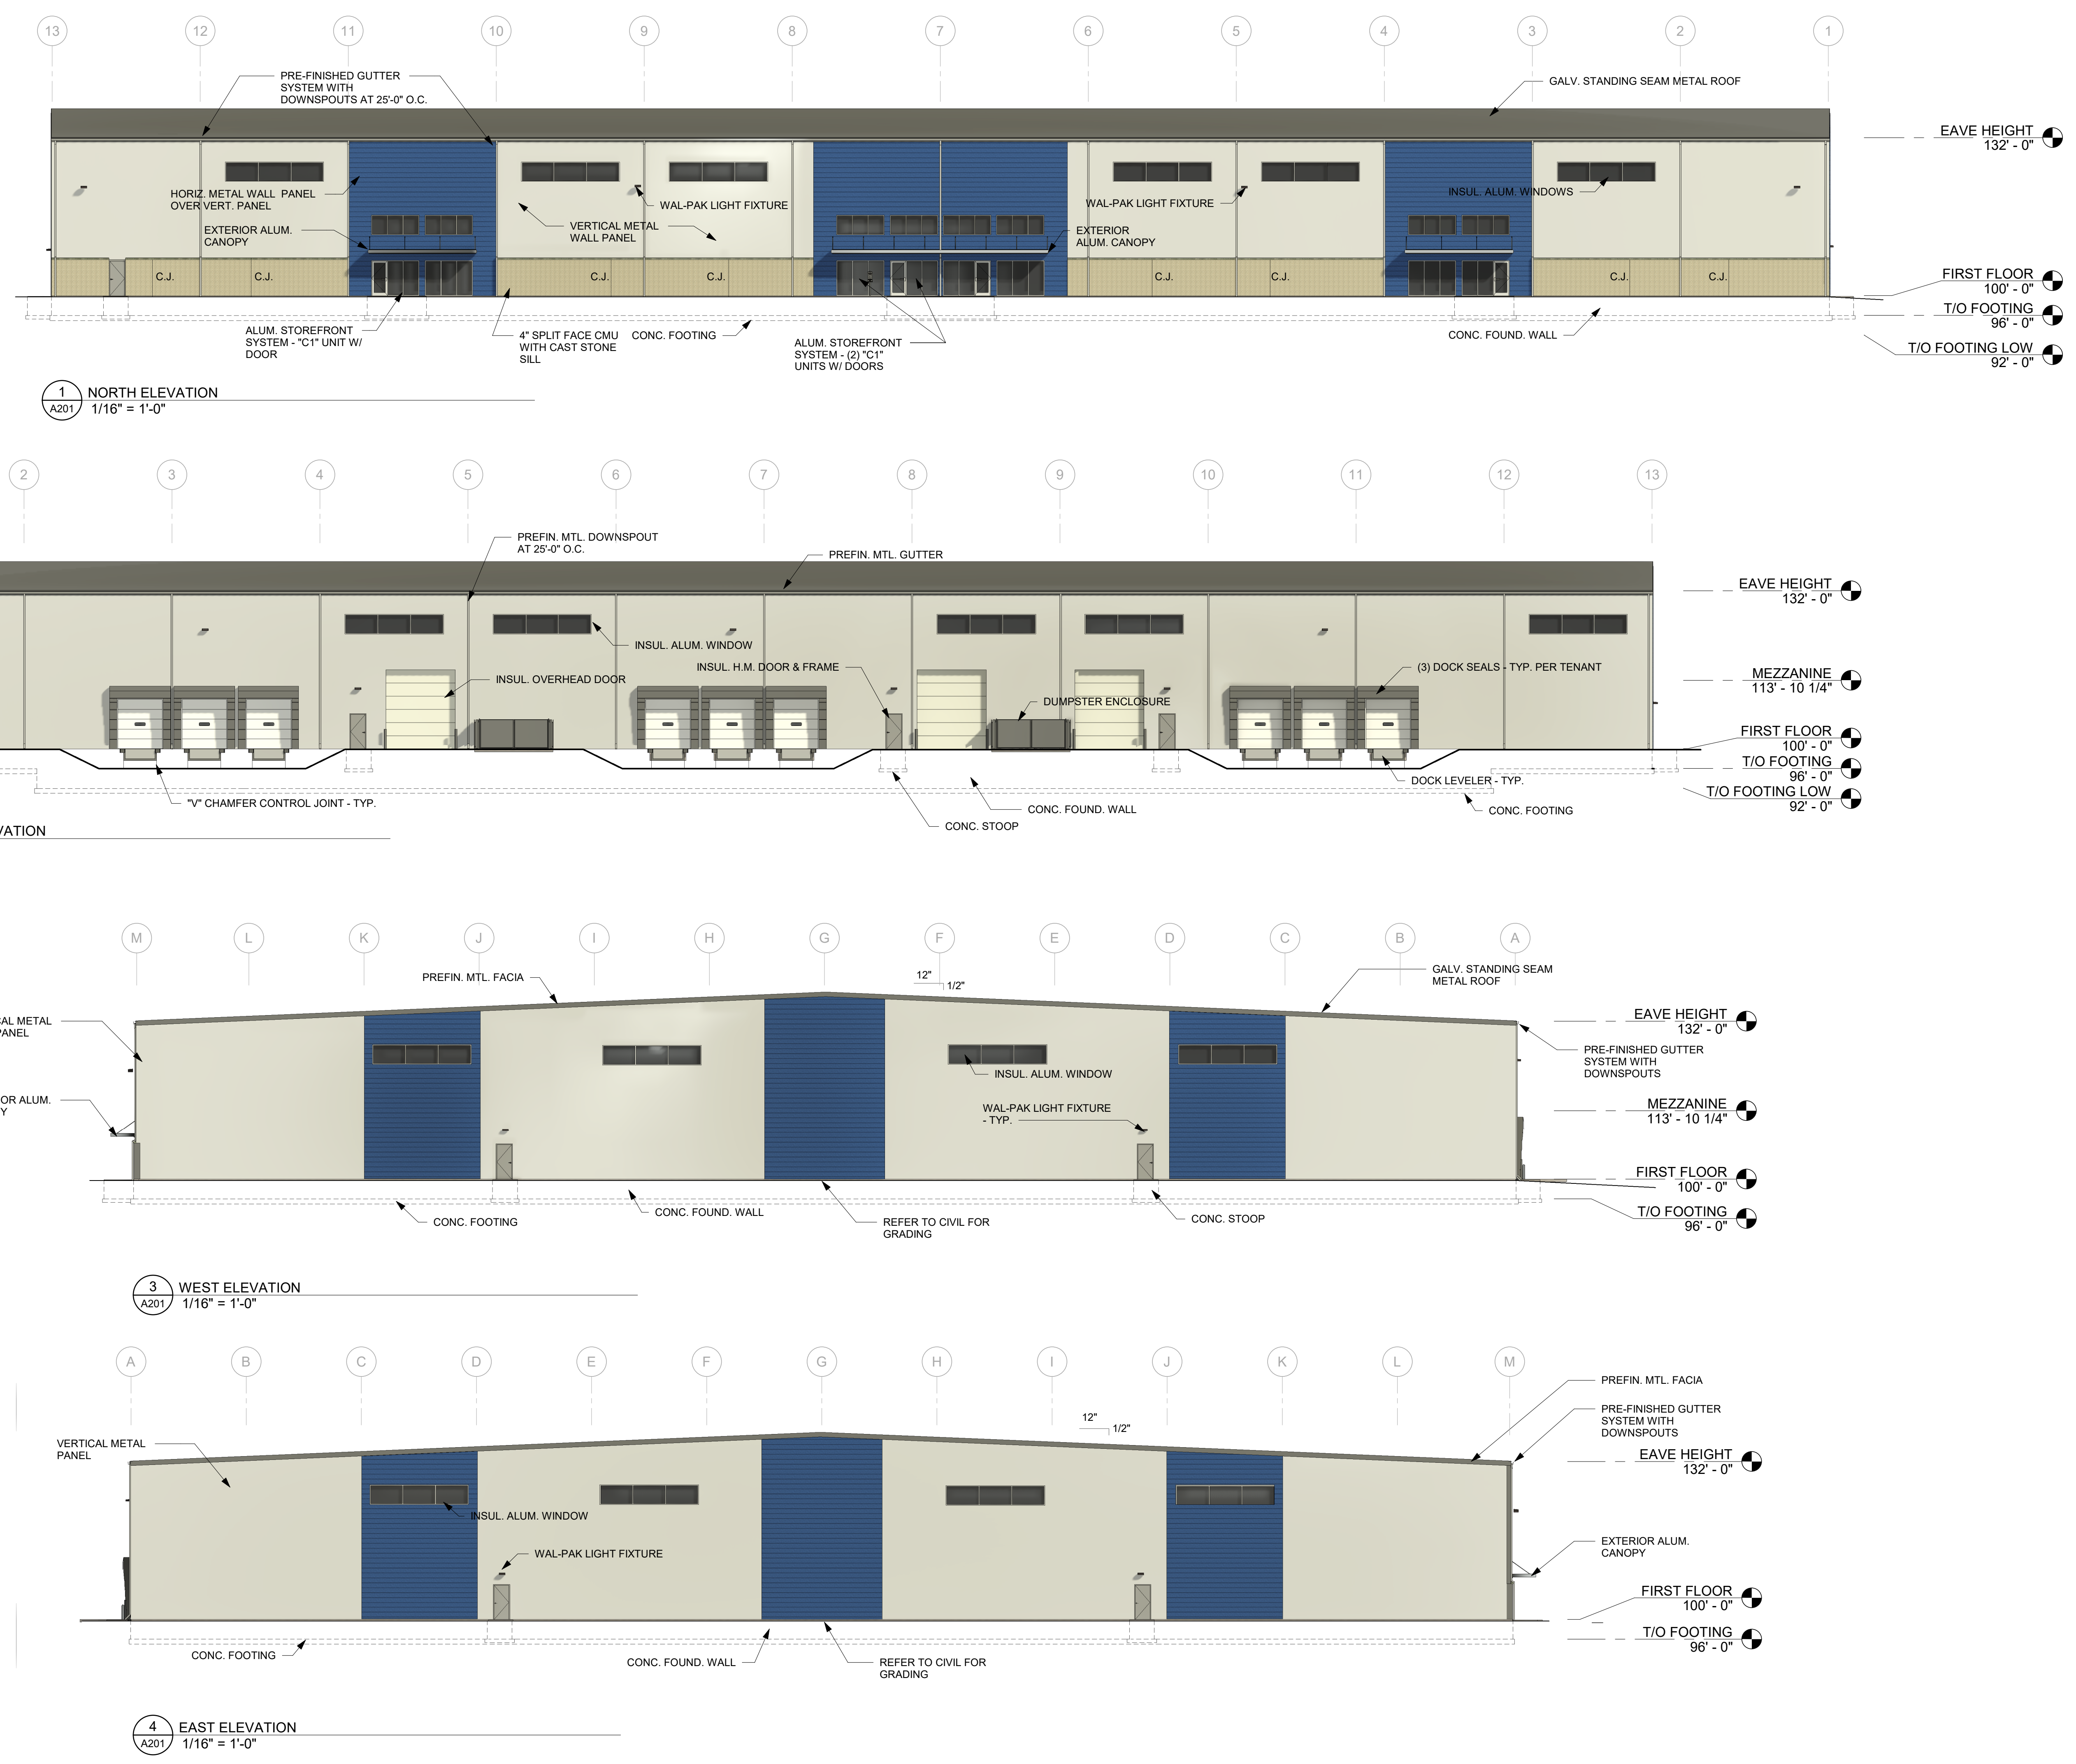 13 12 11 10 9 8 7 6 5 4 3 2 1
PRE-FINISHED GUTTER
SYSTEM WITH
DOWNSPOUTS AT 25'-0" O.C.
GALV. STANDING SEAM METAL ROOF
EAVE HEIGHT
132' - 0"
HORIZ. METAL WALL PANEL
OVER VERT. PANEL
EXTERIOR ALUM.
CANOPY
VERTICAL METAL
WALL PANEL
WAL-PAK LIGHT FIXTURE
EXTERIOR
ALUM. CANOPY
WAL-PAK LIGHT FIXTURE
INSUL. ALUM. WINDOWS
C.J. C.J. C.J. C.J. C.J. C.J. C.J. C.J.
FIRST FLOOR
100' - 0"
T/O FOOTING
96' - 0"
T/O FOOTING LOW
92' - 0"
ALUM. STOREFRONT
SYSTEM - "C1" UNIT W/
DOOR
4" SPLIT FACE CMU
WITH CAST STONE
SILL
CONC. FOOTING
ALUM. STOREFRONT
SYSTEM - (2) "C1"
UNITS W/ DOORS
CONC. FOUND. WALL
1
A201
NORTH ELEVATION
1/16" = 1'-0"
2 3 4 5 6 7 8 9 10 11 12 13
PREFIN. MTL. DOWNSPOUT
AT 25'-0" O.C.
PREFIN. MTL. GUTTER
EAVE HEIGHT
132' - 0"
INSUL. ALUM. WINDOW
INSUL. H.M. DOOR & FRAME
(3) DOCK SEALS - TYP. PER TENANT
INSUL. OVERHEAD DOOR
DUMPSTER ENCLOSURE
MEZZANINE
113' - 10 1/4"
FIRST FLOOR
100' - 0"
T/O FOOTING
96' - 0"
T/O FOOTING LOW
92' - 0"
DOCK LEVELER - TYP.
"V" CHAMFER CONTROL JOINT - TYP.
CONC. FOUND. WALL
CONC. FOOTING
CONC. STOOP
VATION
M L K J I H G F E D C B A
PREFIN. MTL. FACIA
12"
1/2"
GALV. STANDING SEAM
METAL ROOF
AL METAL
PANEL
EAVE HEIGHT
132' - 0"
PRE-FINISHED GUTTER
SYSTEM WITH
DOWNSPOUTS
INSUL. ALUM. WINDOW
OR ALUM.
Y
WAL-PAK LIGHT FIXTURE
- TYP.
MEZZANINE
113' - 10 1/4"
FIRST FLOOR
100' - 0"
T/O FOOTING
96' - 0"
CONC. FOOTING
CONC. FOUND. WALL
REFER TO CIVIL FOR
GRADING
CONC. STOOP
3
A201
WEST ELEVATION
1/16" = 1'-0"
A B C D E F G H I J K L M
PREFIN. MTL. FACIA
12"
1/2"
PRE-FINISHED GUTTER
SYSTEM WITH
DOWNSPOUTS
VERTICAL METAL
PANEL
EAVE HEIGHT
132' - 0"
INSUL. ALUM. WINDOW
WAL-PAK LIGHT FIXTURE
EXTERIOR ALUM.
CANOPY
FIRST FLOOR
100' - 0"
T/O FOOTING
96' - 0"
CONC. FOOTING
CONC. FOUND. WALL
REFER TO CIVIL FOR
GRADING
4
A201
EAST ELEVATION
1/16" = 1'-0"